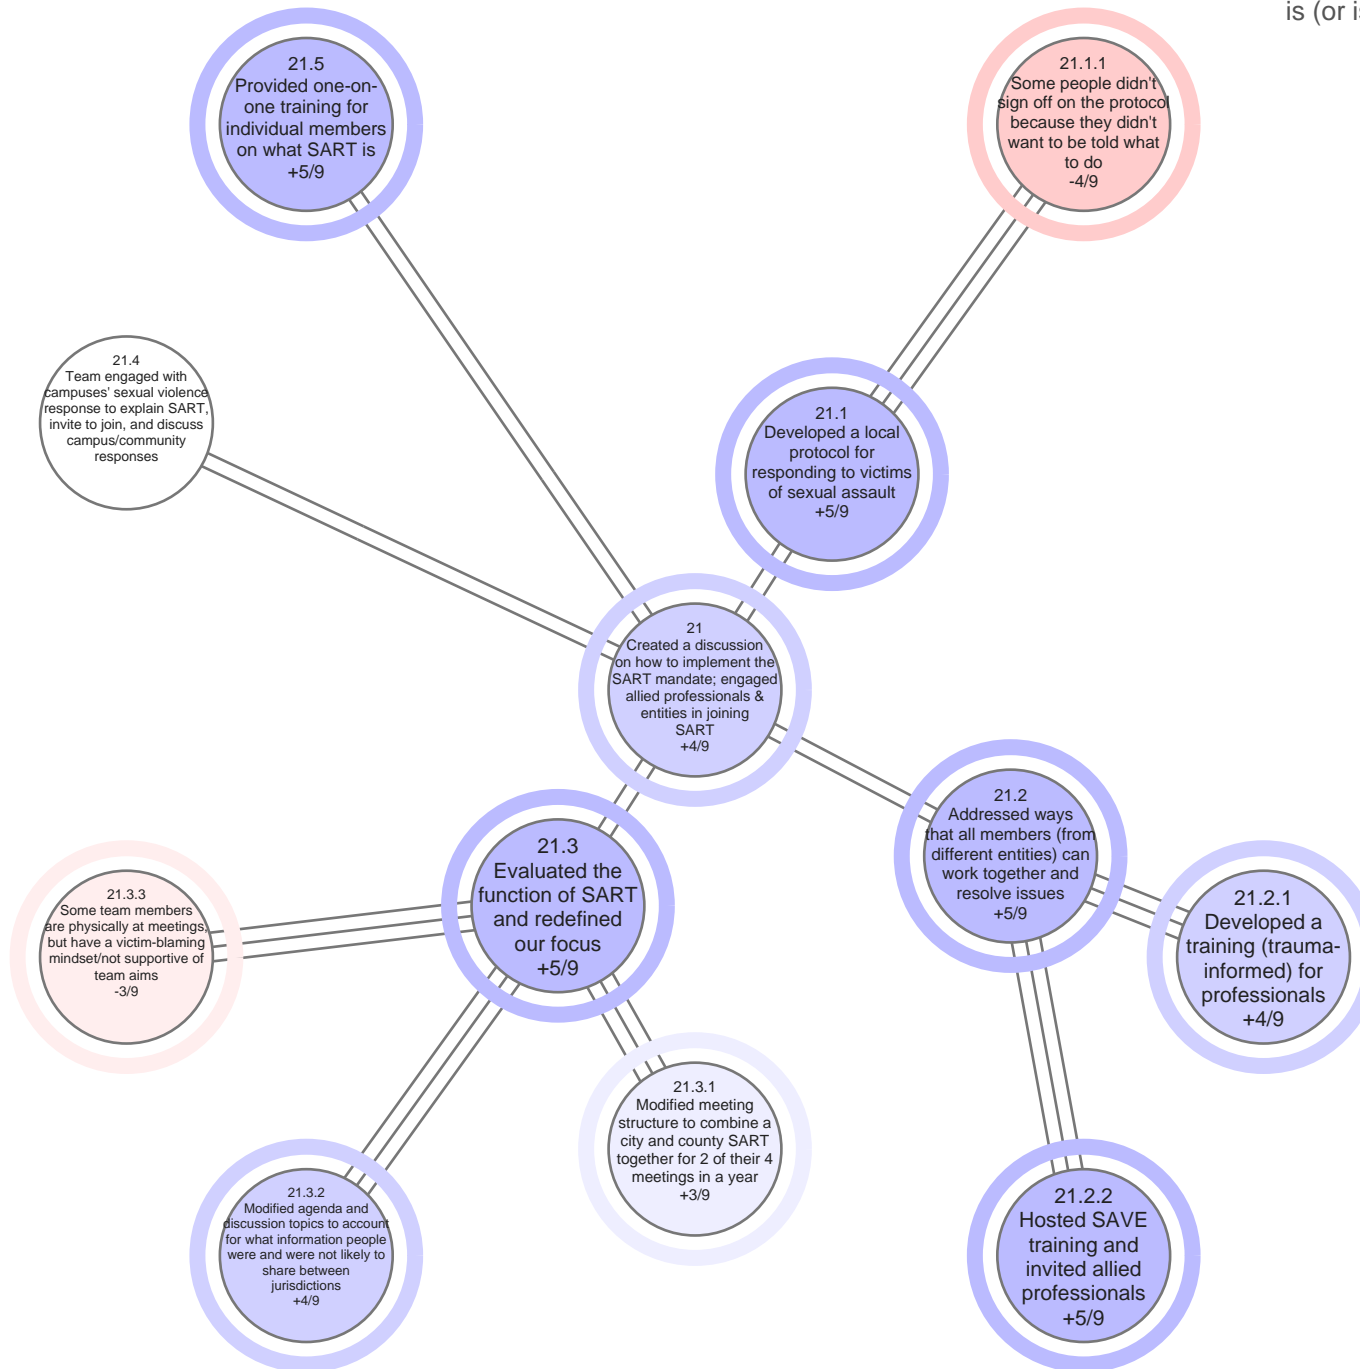 is (or is
21.5
Provided one-on-
one training for
individual members
on what SART is
+5/9
21.1.1
Some people didn't
sign off on the protocol
because they didn't
want to be told what
to do
-4/9
21.4
Team engaged with
campuses' sexual violence
response to explain SART,
invite to join, and discuss
campus/community
responses
21.1
Developed a local
protocol for
responding to victims
of sexual assault
+5/9
21
Created a discussion
on how to implement the
SART mandate; engaged
allied professionals &
entities in joining
SART
+4/9
21.2
Addressed ways
that all members (from
different entities) can
work together and
resolve issues
+5/9
21.3
Evaluated the
function of SART
and redefined
our focus
+5/9
21.3.3
Some team members
are physically at meetings,
but have a victim-blaming
mindset/not supportive of
team aims
-3/9
21.2.1
Developed a
training (trauma-
informed) for
professionals
+4/9
21.3.1
Modified meeting
structure to combine a
city and county SART
together for 2 of their 4
meetings in a year
+3/9
21.3.2
Modified agenda and
discussion topics to account
for what information people
were and were not likely to
share between
jurisdictions
+4/9
21.2.2
Hosted SAVE
training and
invited allied
professionals
+5/9